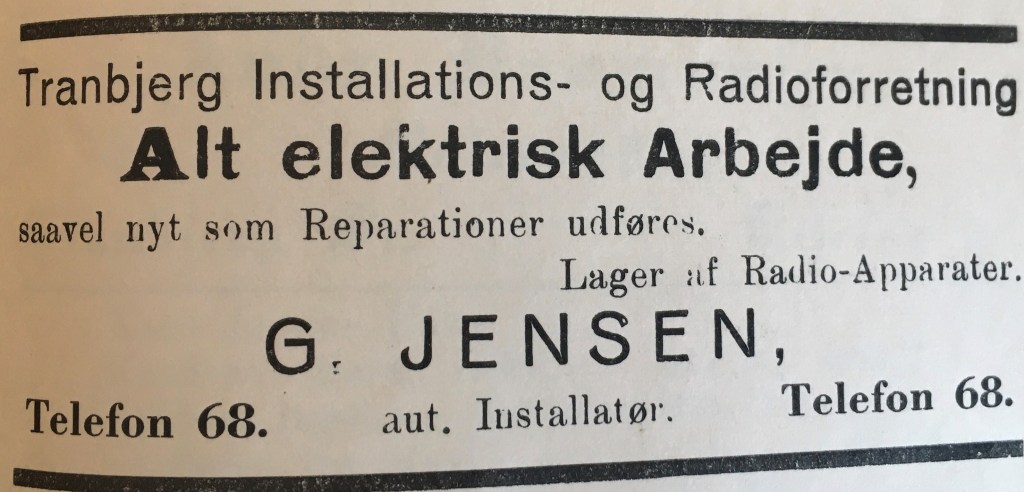 Tranbjerg Installations- og Radioforretning
Alt elektrisk Arbejde,
saavel nyt som Reparationer udføres.
Lager af Radio-Apparater.
G. JENSEN,
Telefon 68. aut. Installatør. Telefon 68.